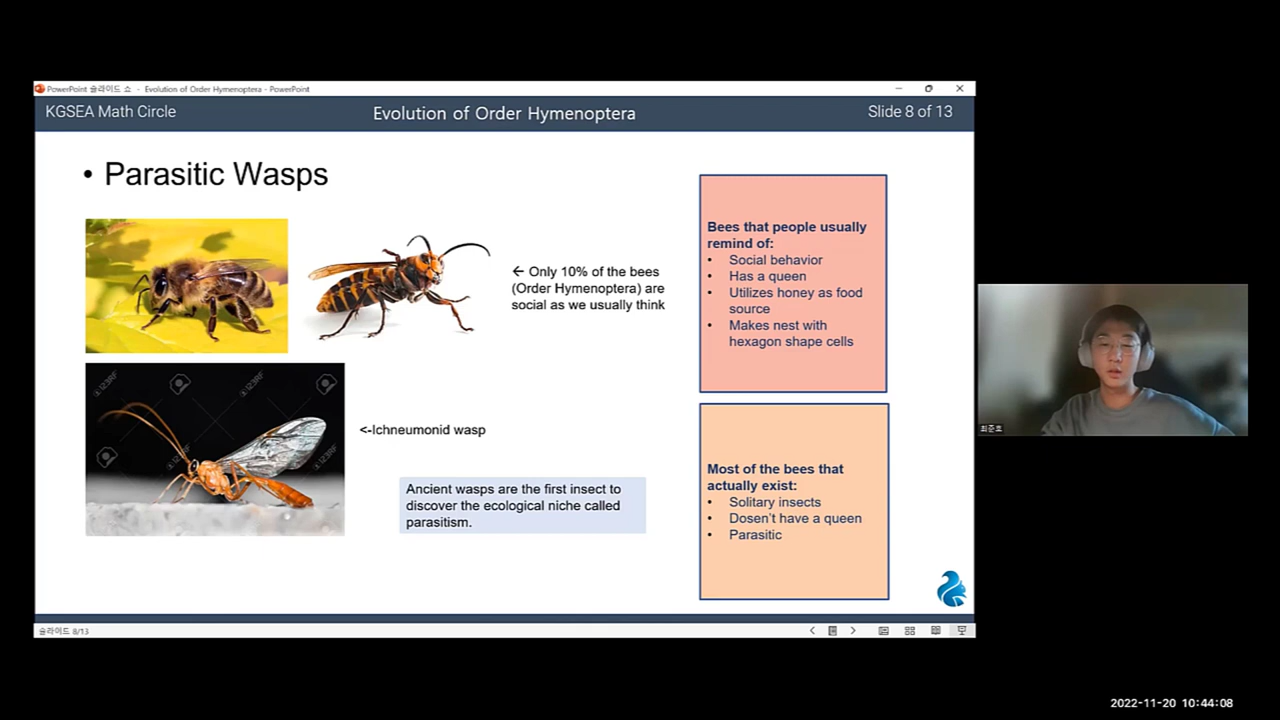 PowerPoint 슬라이드 쇼 - Evolution of Order Hymenoptera - PowerPoint
KGSEA Math Circle
Evolution of Order Hymenoptera
Slide 8 of 13
• Parasitic Wasps
← Only 10% of the bees
(Order Hymenoptera) are
social as we usually think
123RF
123RF
123RF
123RF
123RF
<-Ichneumonid wasp
Ancient wasps are the first insect to
discover the ecological niche called
parasitism.
Bees that people usually
remind of:
• Social behavior
• Has a queen
• Utilizes honey as food
source
• Makes nest with
hexagon shape cells
Most of the bees that
actually exist:
• Solitary insects
• Dosen't have a queen
• Parasitic
슬라이드 8/13
최준호
2022-11-20 10:44:08